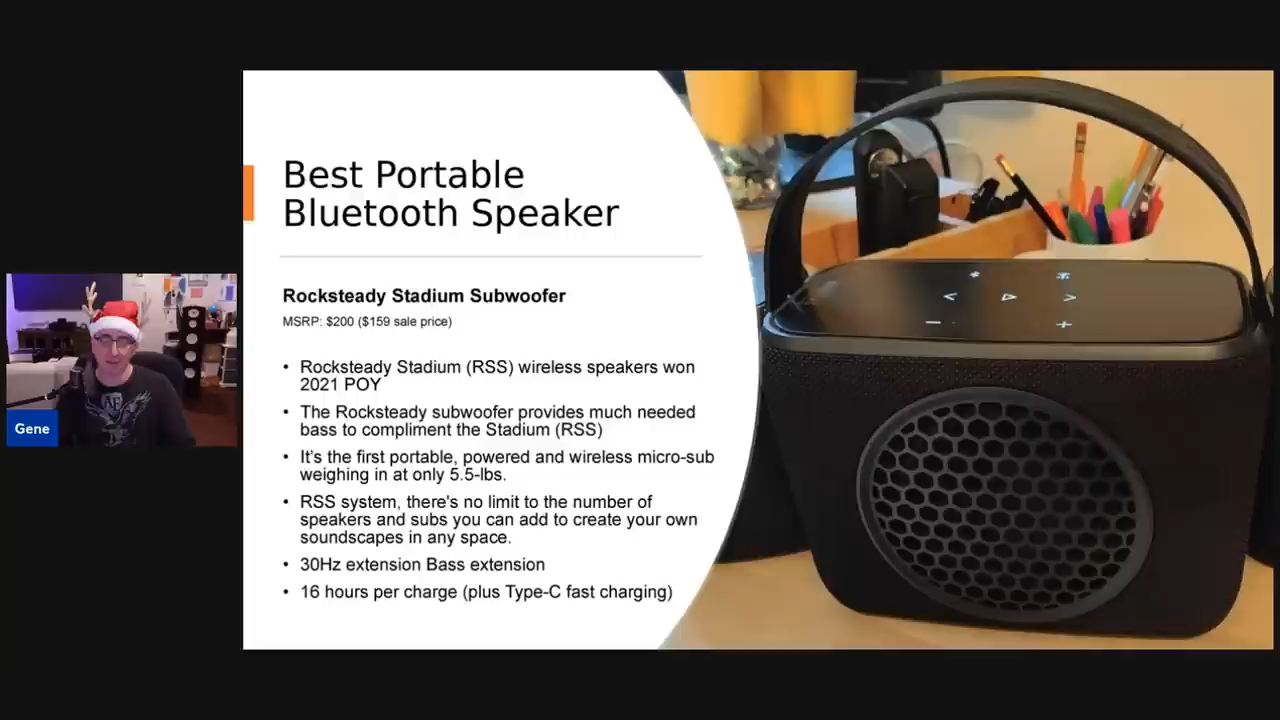 Best Portable
Bluetooth Speaker
Rocksteady Stadium Subwoofer
MSRP: $200 ($159 sale price)
• Rocksteady Stadium (RSS) wireless speakers won
2021 POY
• The Rocksteady subwoofer provides much needed
bass to compliment the Stadium (RSS)
• It's the first portable, powered and wireless micro-sub
weighing in at only 5.5-lbs.
• RSS system, there's no limit to the number of
speakers and subs you can add to create your own
soundscapes in any space.
• 30Hz extension Bass extension
• 16 hours per charge (plus Type-C fast charging)
Gene